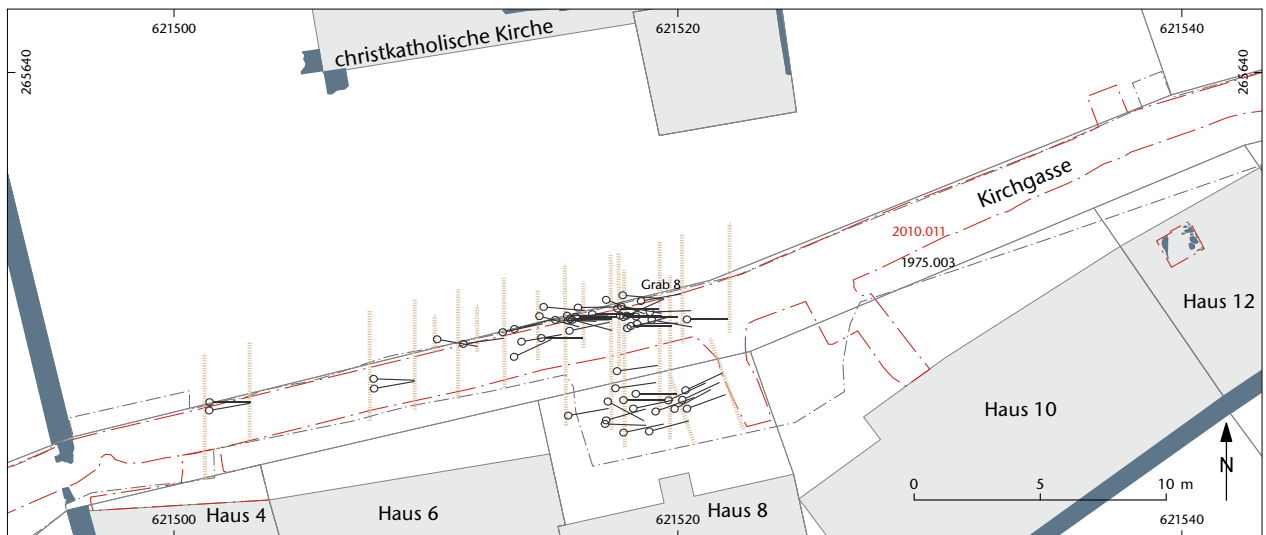 621500
621520
621540
265640
265640
christkatholische Kirche
Kirchgasse
2010.011
1975.003
Grab 8
Haus 12
Haus 10
N
0
5
10 m
Haus 4
Haus 6
Haus 8
621500
621520
621540